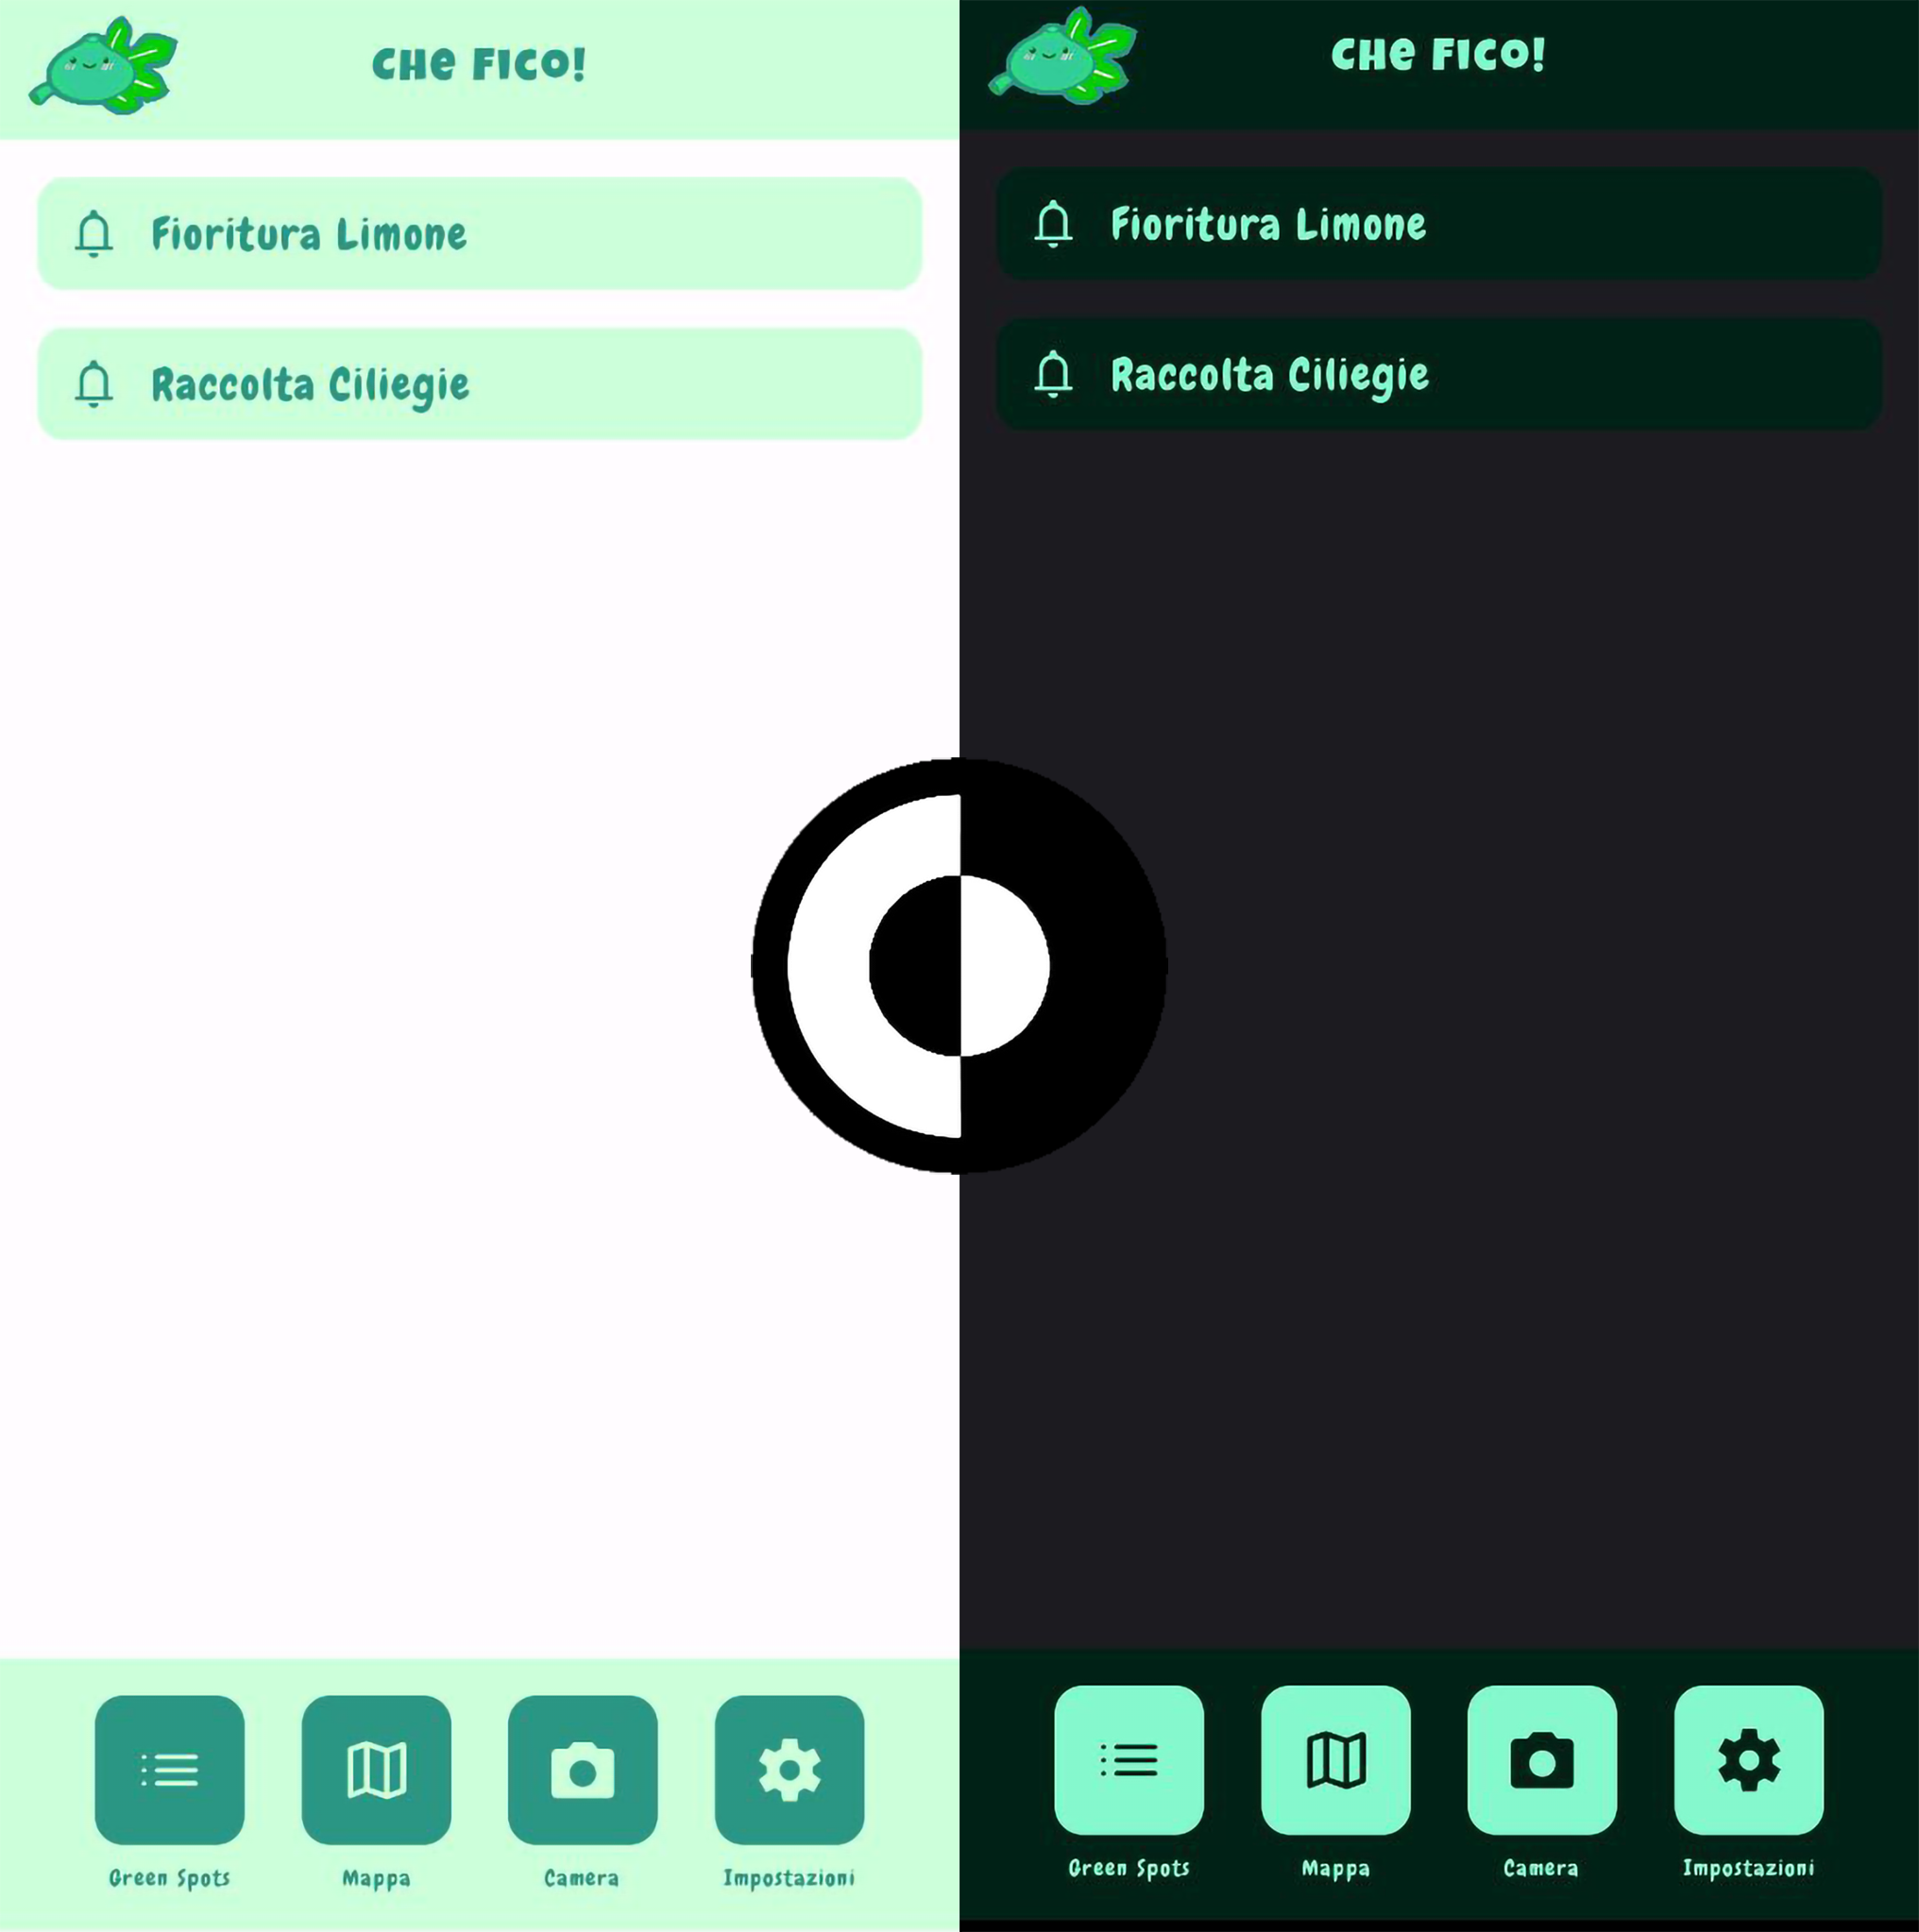 CHe FICO!
Fioritura Limone
Raccolta Ciliegie
Green Spots
Mappa
Camera
Impostazioni
CHe FICO!
Fioritura Limone
Raccolta Ciliegie
Green Spots
Mappa
Camera
Impostazioni